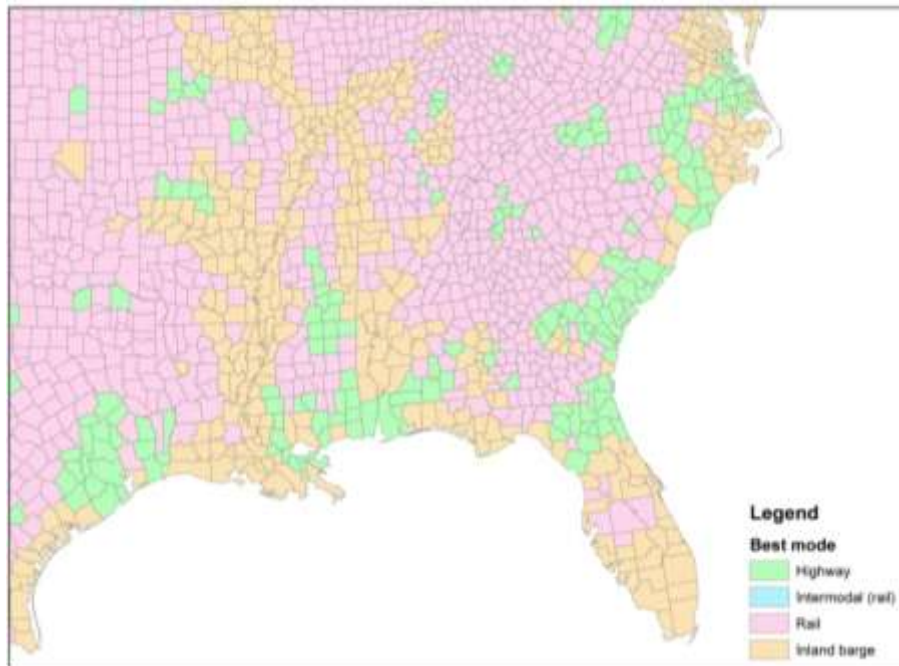 Legend
Best mode
Highway
Intermodal (rail)
Rail
Inland barge